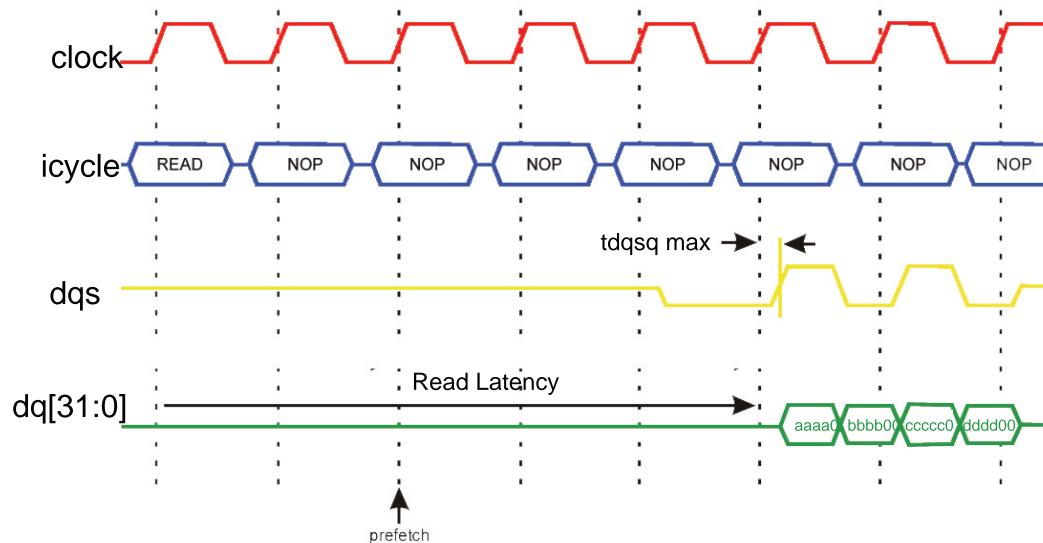 clock
icycle
READ
NOP
NOP
NOP
NOP
NOP
NOP
NOP
tdqsq max
dqs
Read Latency
dq[31:0]
aaaa0
bbbb00
ccccc0
dddd00
prefetch